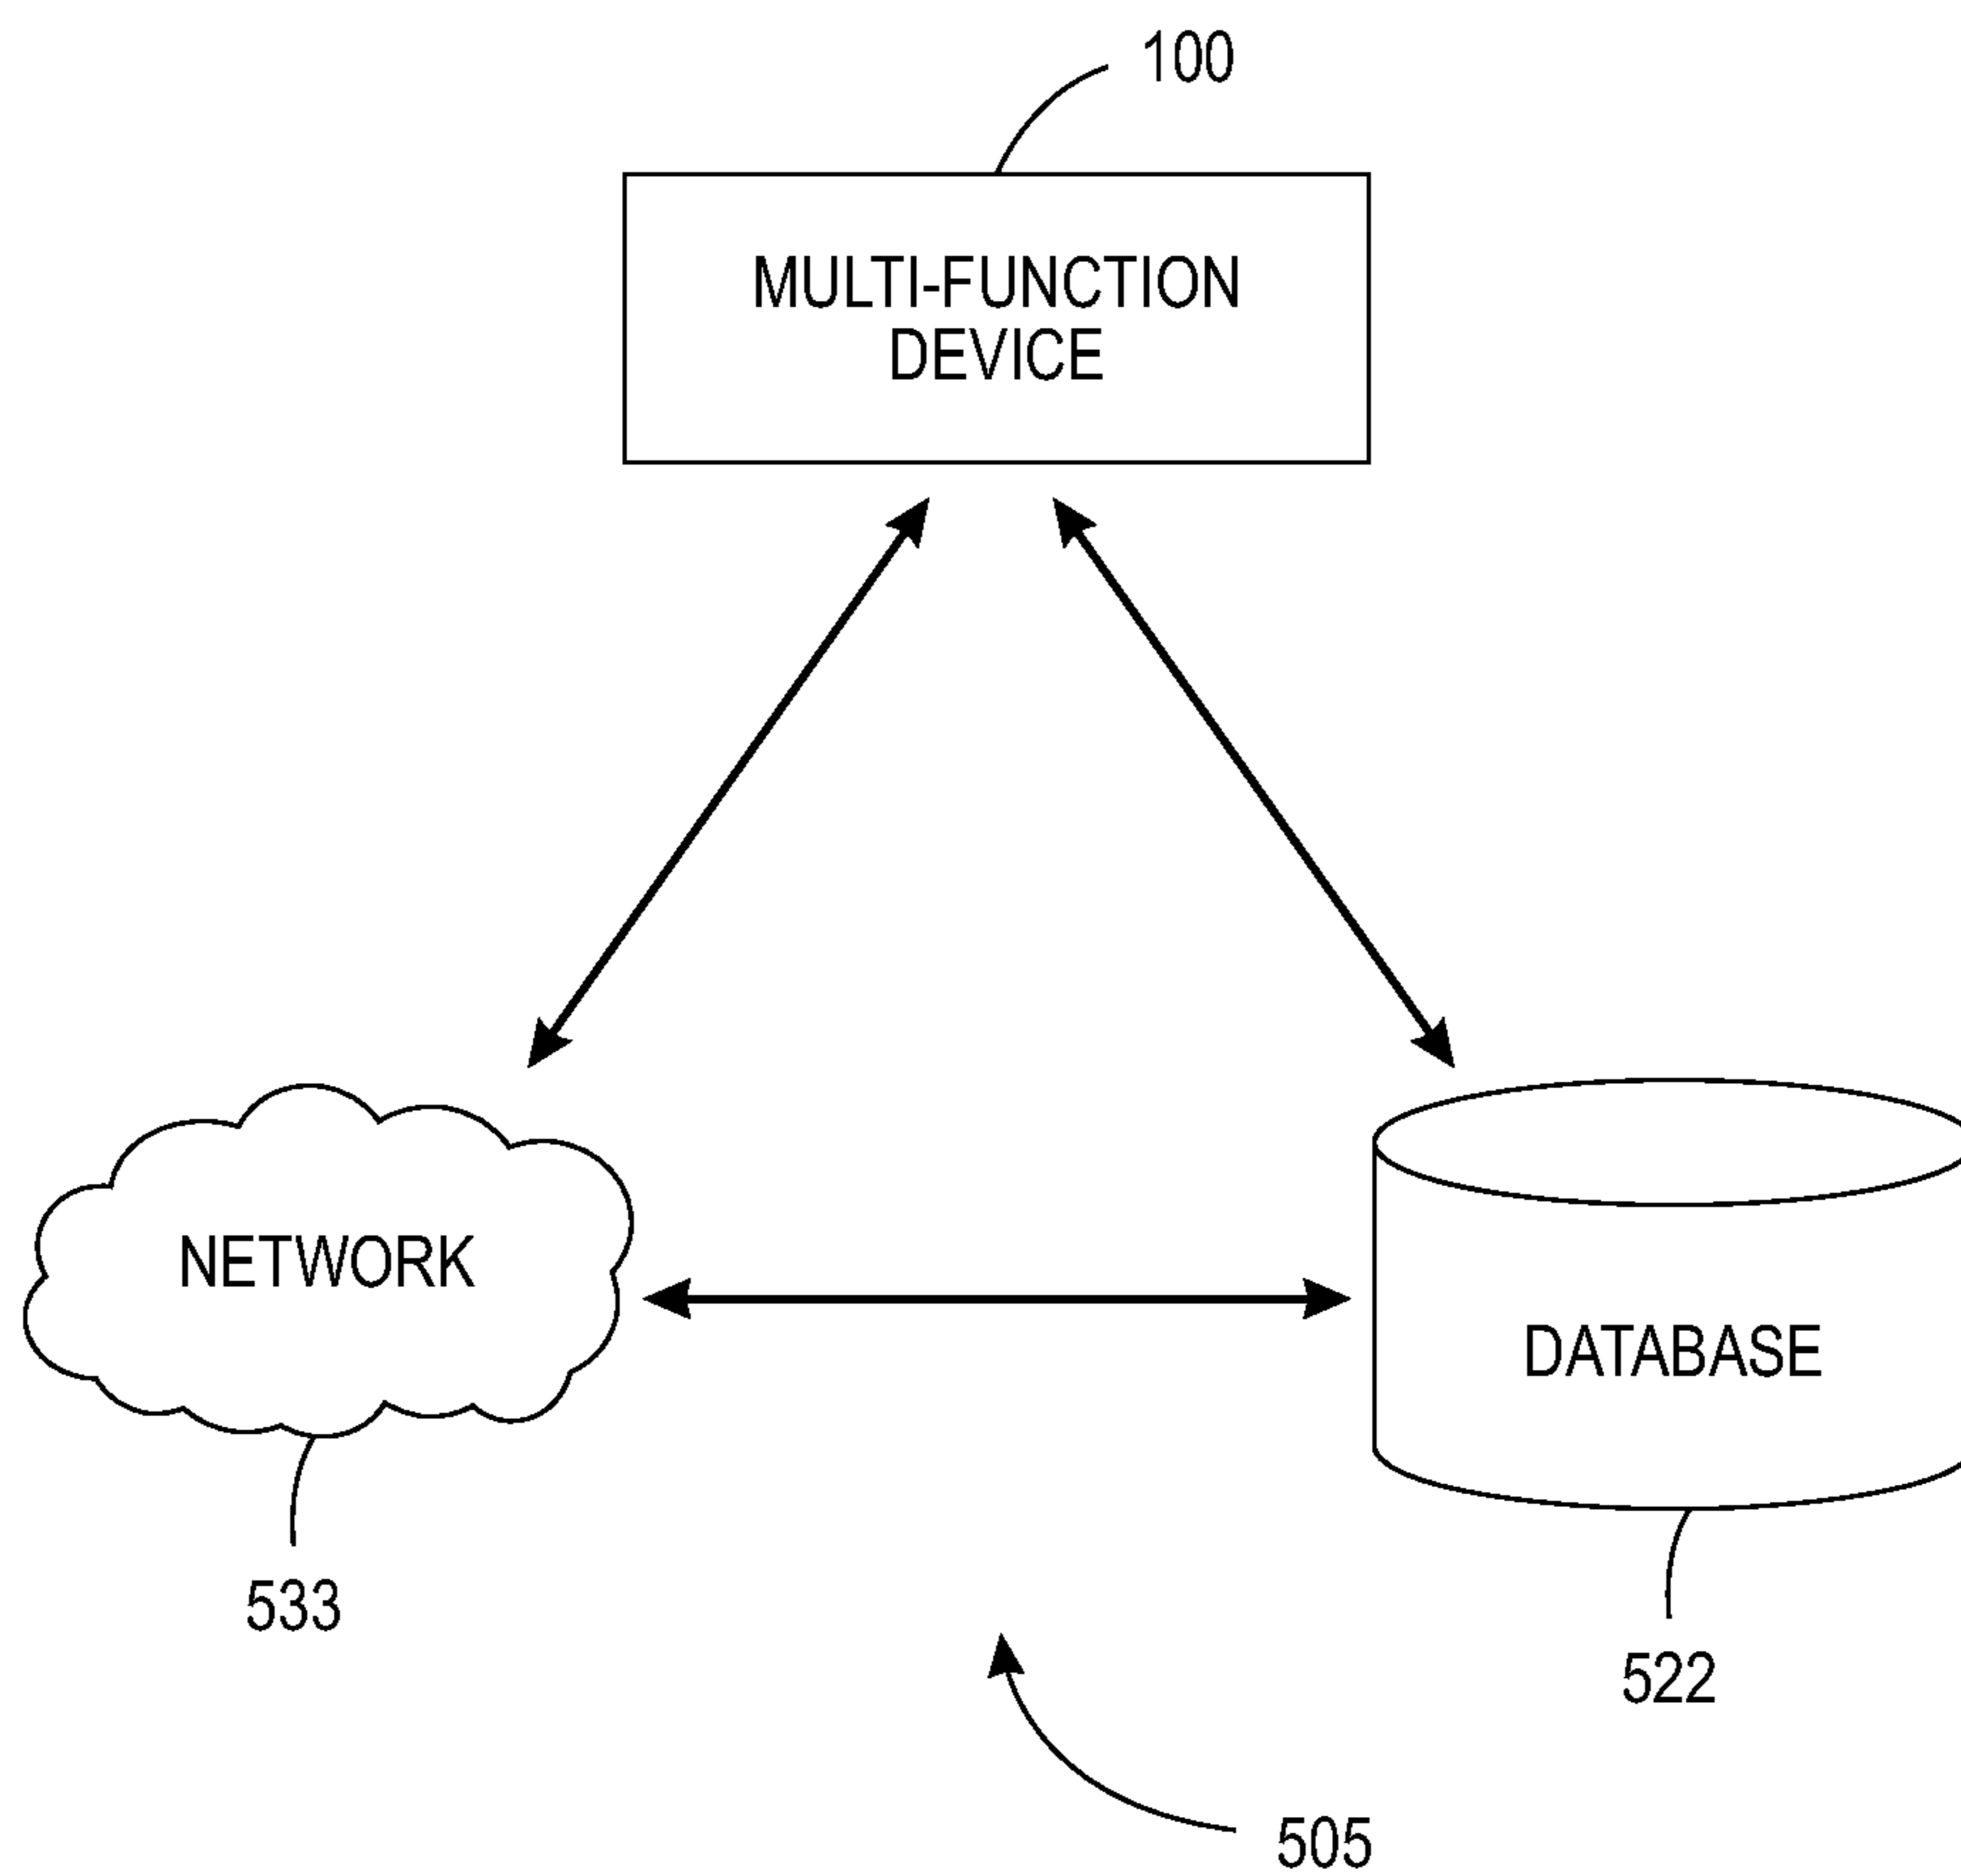 100
MULTI-FUNCTION
DEVICE
NETWORK
DATABASE
533
522
505